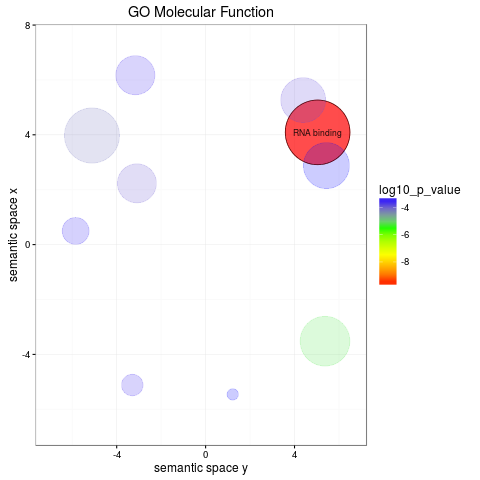 GO Molecular Function
8
4
0
-4
semantic space x
RNA binding
-4
0
4
semantic space y
log10_p_value
-4
-6
-8